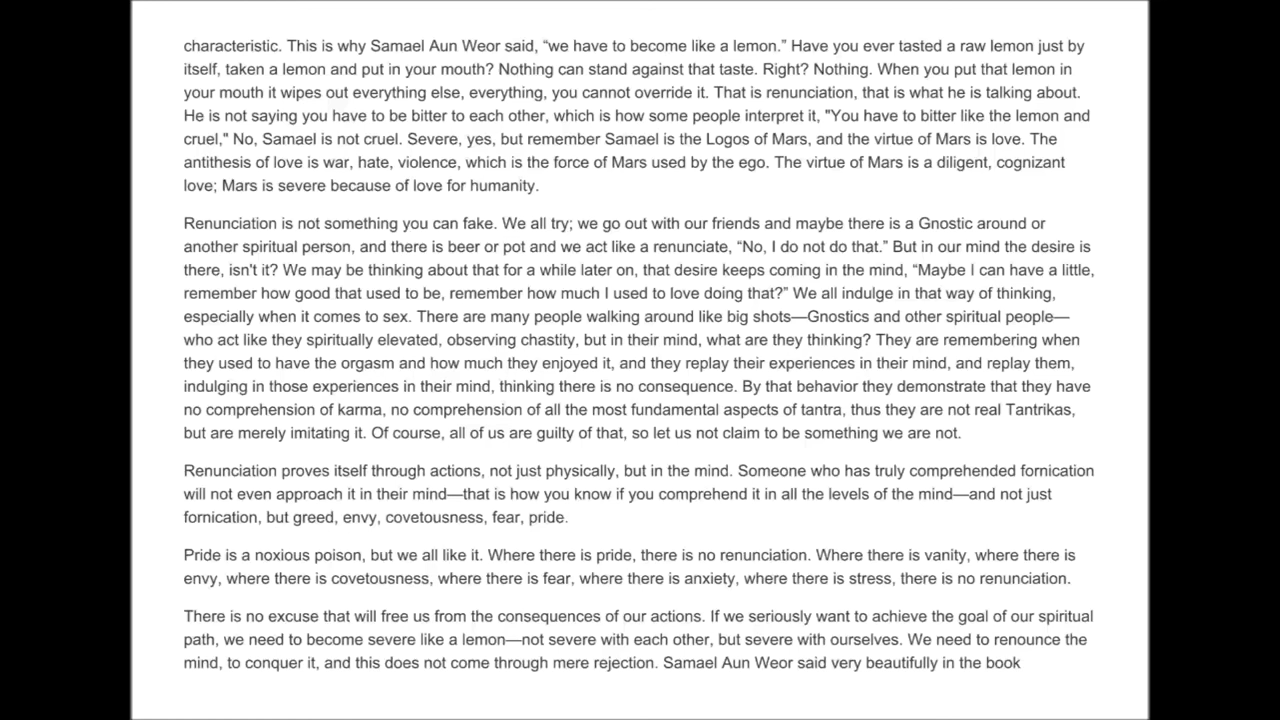 characteristic. This is why Samael Aun Weor said, “we have to become like a lemon.” Have you ever tasted a raw lemon just by
itself, taken a lemon and put in your mouth? Nothing can stand against that taste. Right? Nothing. When you put that lemon in
your mouth it wipes out everything else, everything, you cannot override it. That is renunciation, that is what he is talking about.
He is not saying you have to be bitter to each other, which is how some people interpret it, "You have to bitter like the lemon and
cruel," No, Samael is not cruel. Severe, yes, but remember Samael is the Logos of Mars, and the virtue of Mars is love. The
antithesis of love is war, hate, violence, which is the force of Mars used by the ego. The virtue of Mars is a diligent, cognizant
love; Mars is severe because of love for humanity.
Renunciation is not something you can fake. We all try; we go out with our friends and maybe there is a Gnostic around or
another spiritual person, and there is beer or pot and we act like a renunciate, “No, I do not do that.” But in our mind the desire is
there, isn't it? We may be thinking about that for a while later on, that desire keeps coming in the mind, “Maybe I can have a little,
remember how good that used to be, remember how much I used to love doing that?” We all indulge in that way of thinking,
especially when it comes to sex. There are many people walking around like big shots—Gnostics and other spiritual people—
who act like they spiritually elevated, observing chastity, but in their mind, what are they thinking? They are remembering when
they used to have the orgasm and how much they enjoyed it, and they replay their experiences in their mind, and replay them,
indulging in those experiences in their mind, thinking there is no consequence. By that behavior they demonstrate that they have
no comprehension of karma, no comprehension of all the most fundamental aspects of tantra, thus they are not real Tantrikas,
but are merely imitating it. Of course, all of us are guilty of that, so let us not claim to be something we are not.
Renunciation proves itself through actions, not just physically, but in the mind. Someone who has truly comprehended fornication
will not even approach it in their mind—that is how you know if you comprehend it in all the levels of the mind—and not just
fornication, but greed, envy, covetousness, fear, pride.
Pride is a noxious poison, but we all like it. Where there is pride, there is no renunciation. Where there is vanity, where there is
envy, where there is covetousness, where there is fear, where there is anxiety, where there is stress, there is no renunciation.
There is no excuse that will free us from the consequences of our actions. If we seriously want to achieve the goal of our spiritual
path, we need to become severe like a lemon—not severe with each other, but severe with ourselves. We need to renounce the
mind, to conquer it, and this does not come through mere rejection. Samael Aun Weor said very beautifully in the book